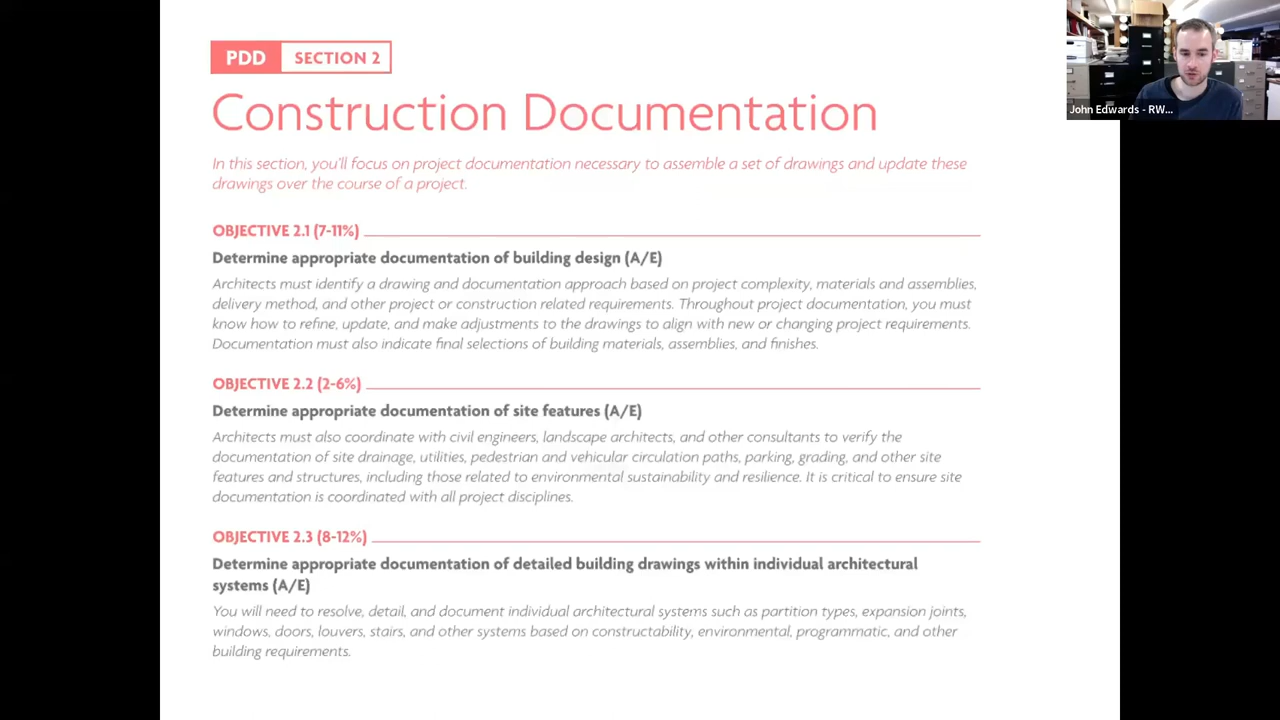 PDD SECTION 2
John Edwards - RW...
Construction Documentation
In this section, you'll focus on project documentation necessary to assemble a set of drawings and update these
drawings over the course of a project.
OBJECTIVE 2.1 (7-11%)
Determine appropriate documentation of building design (A/E)
Architects must identify a drawing and documentation approach based on project complexity, materials and assemblies,
delivery method, and other project or construction related requirements. Throughout project documentation, you must
know how to refine, update, and make adjustments to the drawings to align with new or changing project requirements.
Documentation must also indicate final selections of building materials, assemblies, and finishes.
OBJECTIVE 2.2 (2-6%)
Determine appropriate documentation of site features (A/E)
Architects must also coordinate with civil engineers, landscape architects, and other consultants to verify the
documentation of site drainage, utilities, pedestrian and vehicular circulation paths, parking, grading, and other site
features and structures, including those related to environmental sustainability and resilience. It is critical to ensure site
documentation is coordinated with all project disciplines.
OBJECTIVE 2.3 (8-12%)
Determine appropriate documentation of detailed building drawings within individual architectural
systems (A/E)
You will need to resolve, detail, and document individual architectural systems such as partition types, expansion joints,
windows, doors, louvers, stairs, and other systems based on constructability, environmental, programmatic, and other
building requirements.